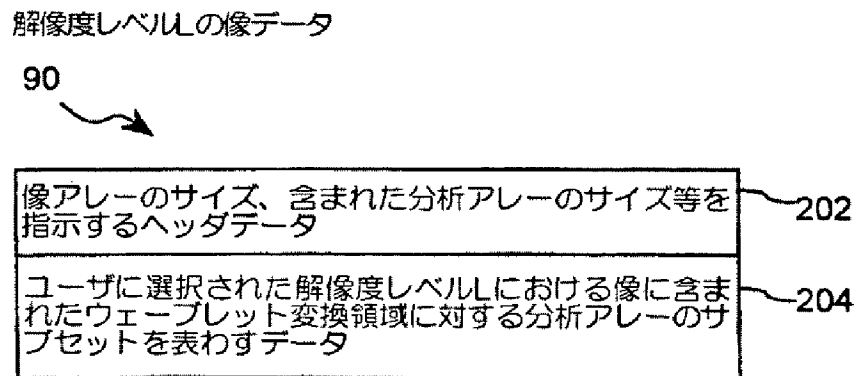 解像度レベルLの像データ
90
像アレーのサイズ、含まれた分析アレーのサイズ等を
指示するヘッダデータ
202
ユーザに選択された解像度レベルLにおける像に含ま
れたウェーブレット変換領域に対する分析アレーのサ
ブセットを表わすデータ
204